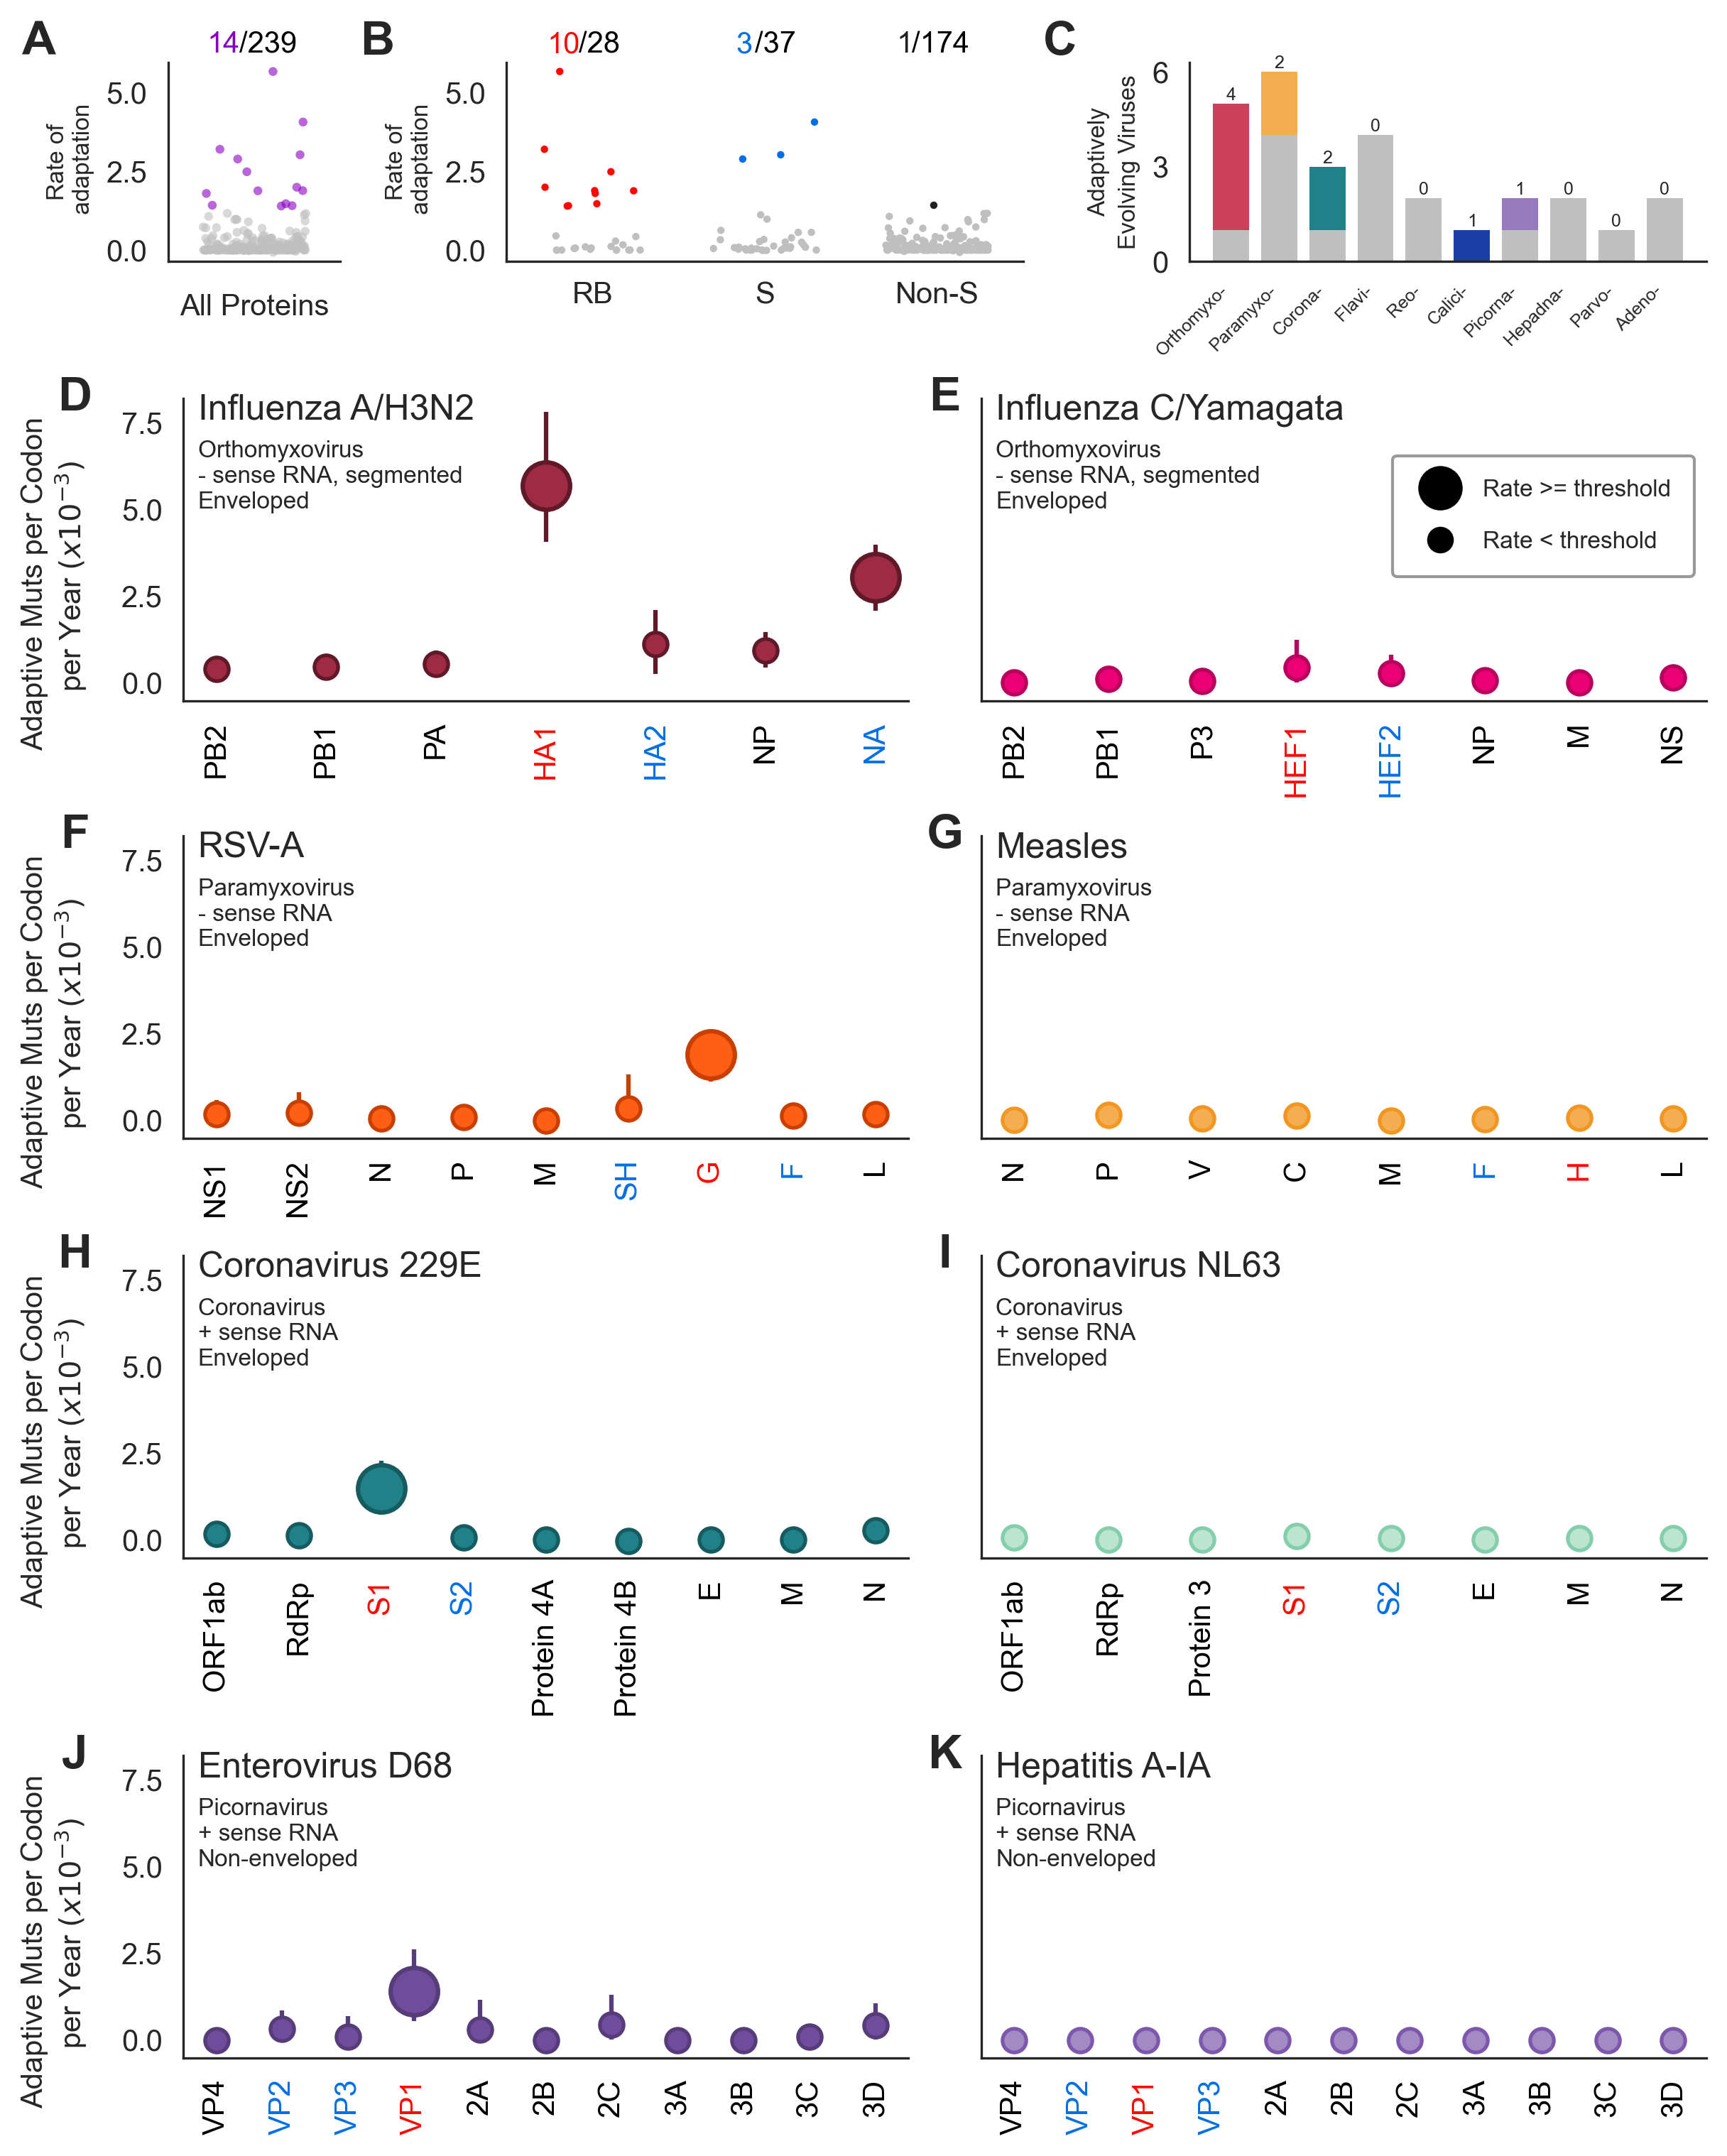 A
14/239
5.0
2.5
0.0
Rate of
adaptation
All Proteins
B
10/28
3/37
1/174
5.0
2.5
0.0
Rate of
adaptation
RB
S
Non-S
C
6
3
0
Adaptively
Evolving Viruses
4
2
2
0
0
1
1
0
0
0
Orthomyxo-
Paramyxo-
Corona-
Flavi-
Reo-
Calici-
Picorna-
Hepadna-
Parvo-
Adeno-
D
Influenza A/H3N2
Orthomyxovirus
- sense RNA, segmented
Enveloped
Adaptive Muts per Codon
per Year (x10⁻³)
7.5
5.0
2.5
0.0
PB2
PB1
PA
HA1
HA2
NP
NA
E
Influenza C/Yamagata
Orthomyxovirus
- sense RNA, segmented
Enveloped
Rate >= threshold
Rate < threshold
PB2
PB1
P3
HEF1
HEF2
NP
M
NS
F
RSV-A
Paramyxovirus
- sense RNA
Enveloped
Adaptive Muts per Codon
per Year (x10⁻³)
7.5
5.0
2.5
0.0
NS1
NS2
N
P
M
SH
G
F
L
G
Measles
Paramyxovirus
- sense RNA
Enveloped
N
P
V
C
M
F
H
L
H
Coronavirus 229E
Coronavirus
+ sense RNA
Enveloped
Adaptive Muts per Codon
per Year (x10⁻³)
7.5
5.0
2.5
0.0
ORF1ab
RdRp
S1
S2
Protein 4A
Protein 4B
E
M
N
I
Coronavirus NL63
Coronavirus
+ sense RNA
Enveloped
ORF1ab
RdRp
Protein 3
S1
S2
E
M
N
J
Enterovirus D68
Picornavirus
+ sense RNA
Non-enveloped
Adaptive Muts per Codon
per Year (x10⁻³)
7.5
5.0
2.5
0.0
VP4
VP2
VP3
VP1
2A
2B
2C
3A
3B
3C
3D
K
Hepatitis A-IA
Picornavirus
+ sense RNA
Non-enveloped
VP4
VP2
VP1
VP3
2A
2B
2C
3A
3B
3C
3D